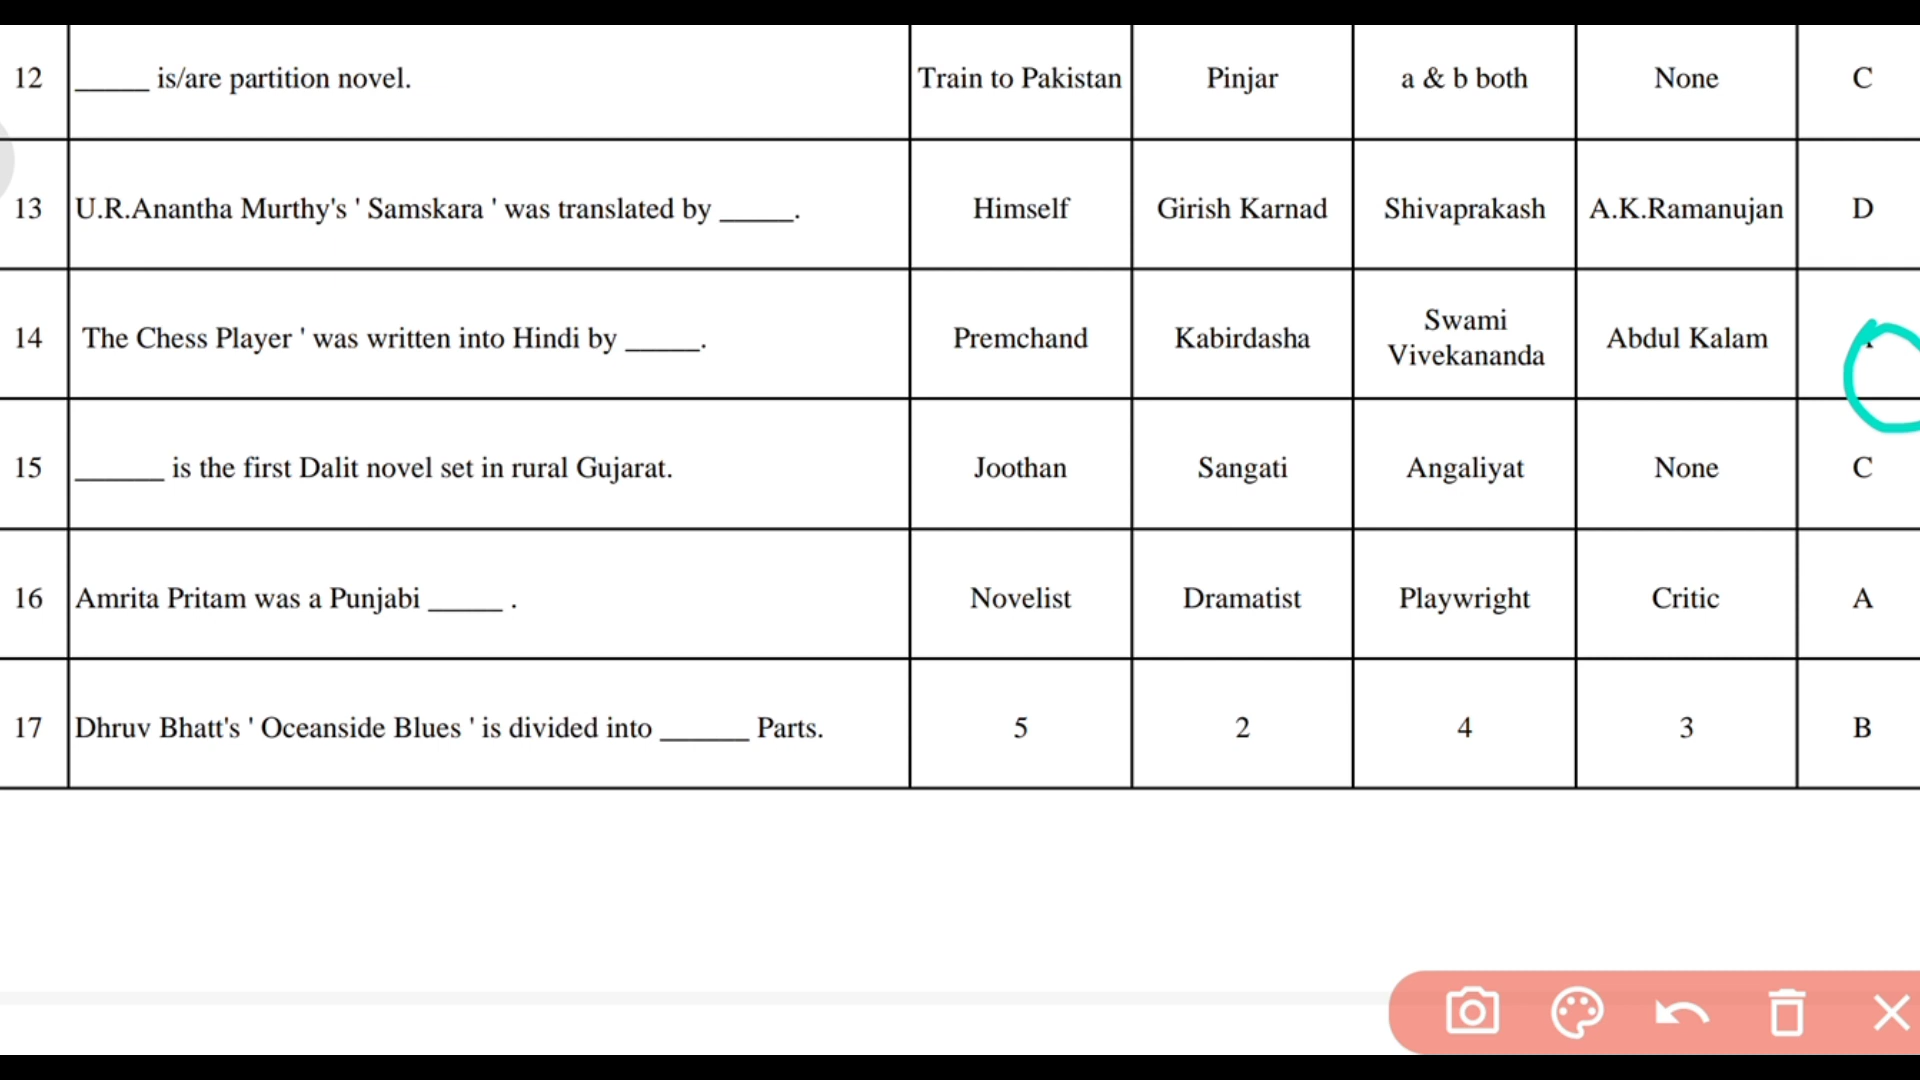 12 _____ is/are partition novel. Train to Pakistan Pinjar a & b both None C
13 U.R.Anantha Murthy's ' Samskara ' was translated by _____. Himself Girish Karnad Shivaprakash A.K.Ramanujan D
14 The Chess Player ' was written into Hindi by _____. Premchand Kabirdasha Swami Vivekananda Abdul Kalam
15 ______ is the first Dalit novel set in rural Gujarat. Joothan Sangati Angaliyat None C
16 Amrita Pritam was a Punjabi _____ . Novelist Dramatist Playwright Critic A
17 Dhruv Bhatt's ' Oceanside Blues ' is divided into ______ Parts. 5 2 4 3 B